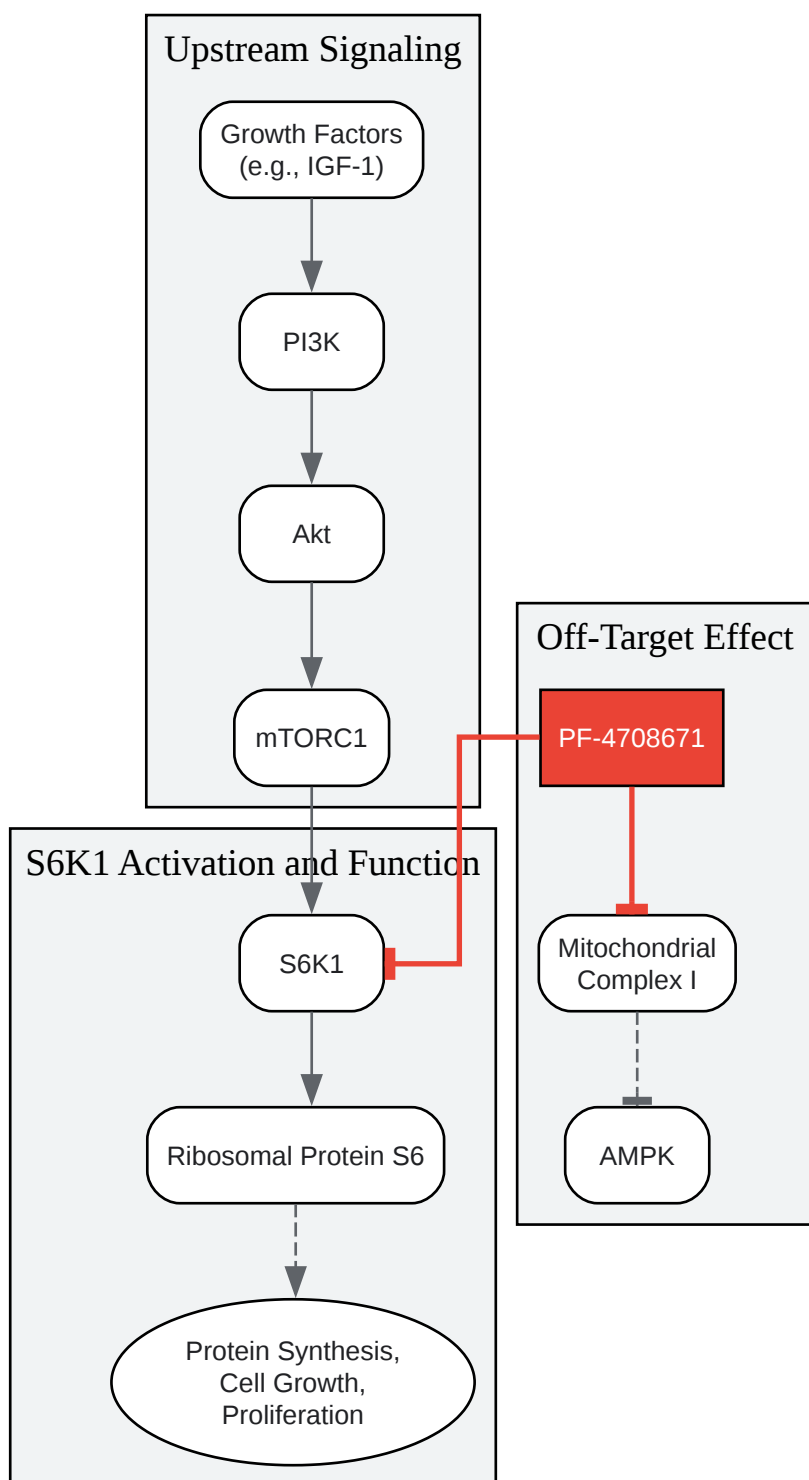 Upstream Signaling
Growth Factors
(e.g., IGF-1)
PI3K
Akt
mTORC1
Off-Target Effect
PF-4708671
Mitochondrial
Complex I
AMPK
S6K1 Activation and Function
S6K1
Ribosomal Protein S6
Protein Synthesis,
Cell Growth,
Proliferation